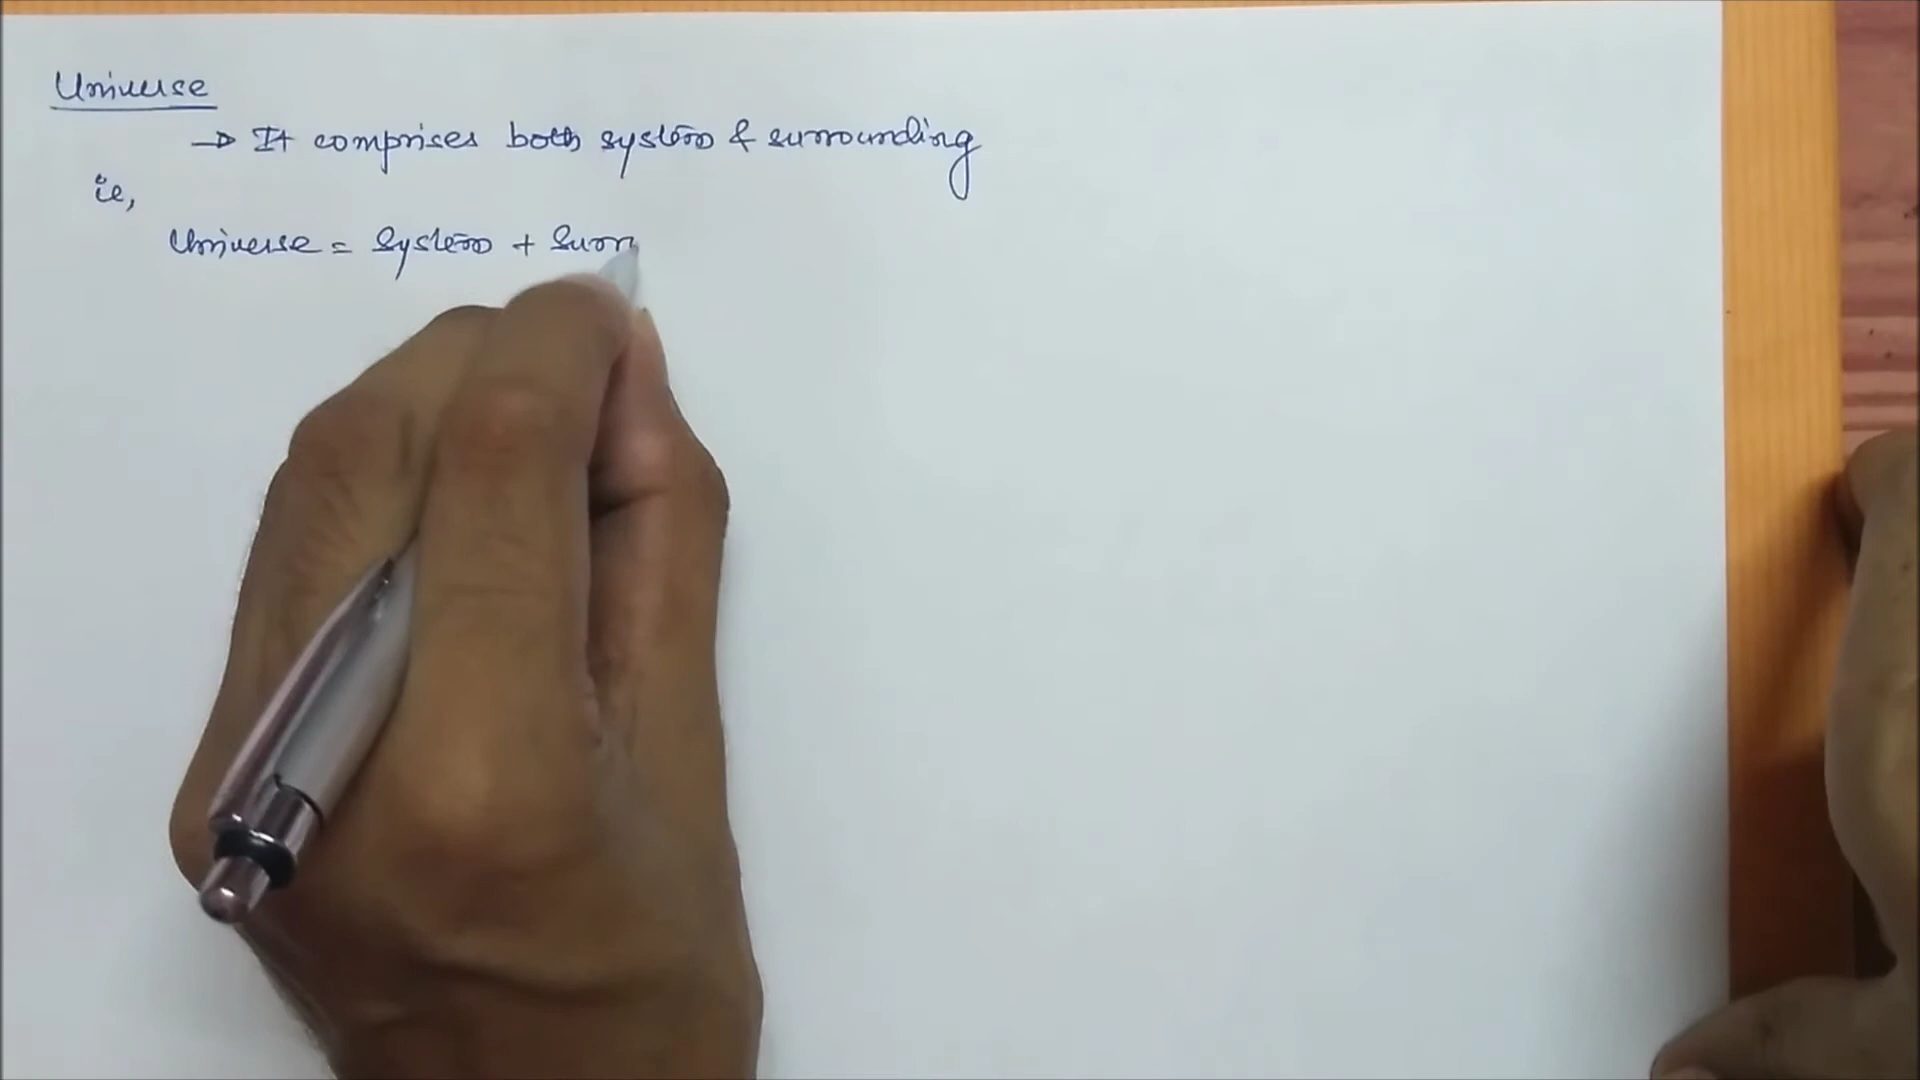 Universe
→ It comprises both system & surrounding
ie,
Universe = System + Surr